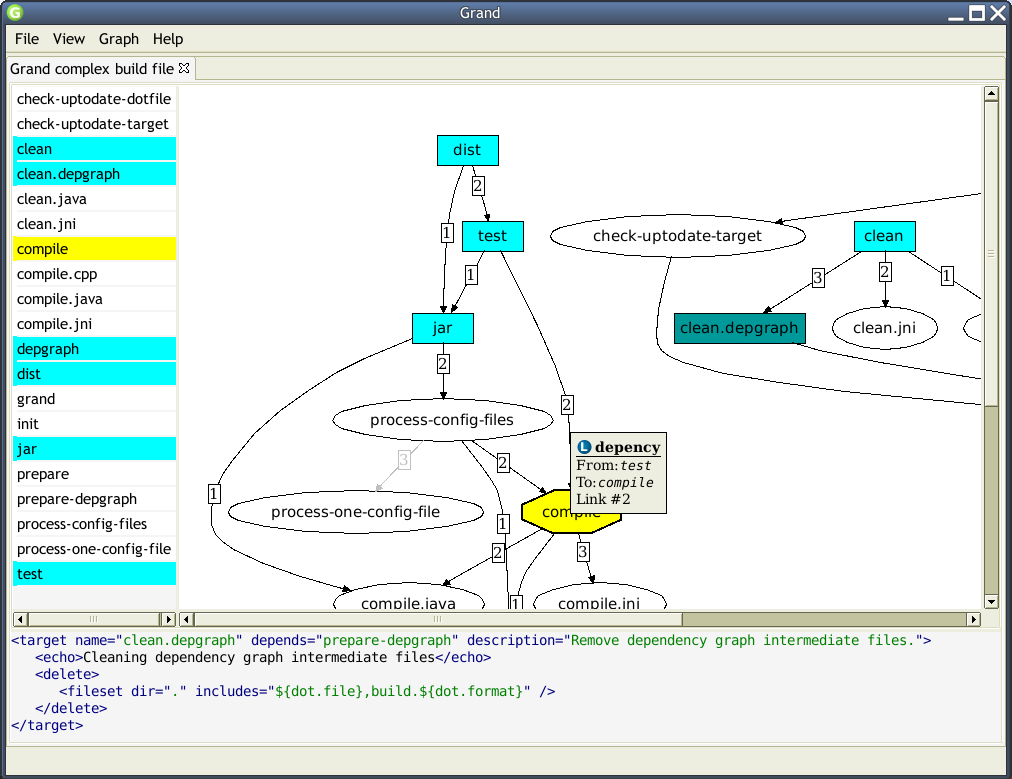 G
Grand
File View Graph Help
Grand complex build file
check-uptodate-dotfile
check-uptodate-target
clean
clean.depgraph
clean.java
clean.jni
compile
compile.cpp
compile.java
compile.jni
depgraph
dist
grand
init
jar
prepare
prepare-depgraph
process-config-files
process-one-config-file
test
dist
2
1
test
check-uptodate-target
clean
1
3
2
1
jar
clean.depgraph
clean.jni
2
2
process-config-files
3
2
L depency
From: test
To: compile
Link #2
1
process-one-config-file
compile
1
2
3
compile.java
1
compile.jni
<target name="clean.depgraph" depends="prepare-depgraph" description="Remove dependency graph intermediate files.">
<echo>Cleaning dependency graph intermediate files</echo>
<delete>
<fileset dir="." includes="${dot.file},build.${dot.format}" />
</delete>
</target>